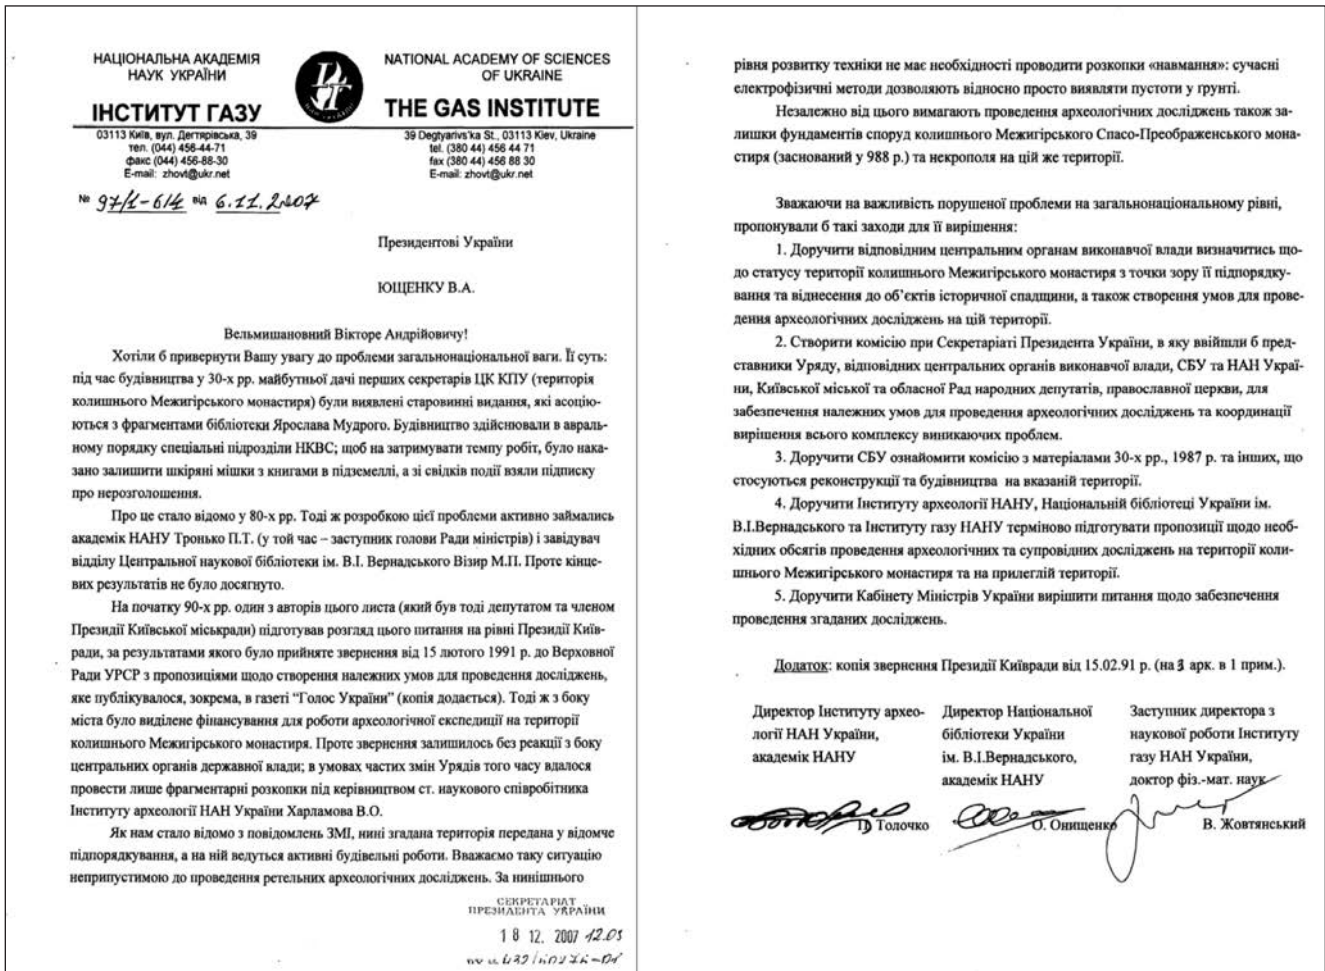 НАЦІОНАЛЬНА АКАДЕМІЯ
НАУК УКРАЇНИ
ІНСТИТУТ ГАЗУ
03113 Київ, вул. Дегтярівська, 39
тел. (044) 456-44-71
факс (044) 456-88-30
E-mail: zhovt@ukr.net
NATIONAL ACADEMY OF SCIENCES
OF UKRAINE
THE GAS INSTITUTE
39 Degtyarivs'ka St., 03113 Kiev, Ukraine
tel. (380 44) 456 44 71
fax (380 44) 456 88 30
E-mail: zhovt@ukr.net
№ 97/1-614 від 6.11.2007
Президентові України
ЮЩЕНКУ В.А.
Вельмишановний Вікторе Андрійовичу!
Хотіли б привернути Вашу увагу до проблеми загальнонаціональної ваги. Її суть:
під час будівництва у 30-х рр. майбутньої дачі перших секретарів ЦК КПУ (територія
колишнього Межигірського монастиря) були виявлені старовинні видання, які асоцію-
ються з фрагментами бібліотеки Ярослава Мудрого. Будівництво здійснювали в авраль-
ному порядку спеціальні підрозділи НКВС; щоб на затримувати темпу робіт, було нака-
зано залишити шкіряні мішки з книгами в підземеллі, а зі свідків події взяли підписку
про нерозголошення.
Про це стало відомо у 80-х рр. Тоді ж розробкою цієї проблеми активно займались
академік НАНУ Тронько П.Т. (у той час – заступник голови Ради міністрів) і завідувач
відділу Центральної наукової бібліотеки ім. В.І. Вернадського Візир М.П. Проте кінце-
вих результатів не було досягнуто.
На початку 90-х рр. один з авторів цього листа (який був тоді депутатом та членом
Президії Київської міськради) підготував розгляд цього питання на рівні Президії Київ-
ради, за результатами якого було прийняте звернення від 15 лютого 1991 р. до Верховної
Ради УРСР з пропозиціями щодо створення належних умов для проведення досліджень,
яке публікувалося, зокрема, в газеті “Голос України” (копія додається). Тоді ж з боку
міста було виділене фінансування для роботи археологічної експедиції на території
колишнього Межигірського монастиря. Проте звернення залишилось без реакції з боку
центральних органів державної влади; в умовах частих змін Урядів того часу вдалося
провести лише фрагментарні розкопки під керівництвом ст. наукового співробітника
Інституту археології НАН України Харламова В.О.
Як нам стало відомо з повідомлень ЗМІ, нині згадана територія передана у відомче
підпорядкування, а на ній ведуться активні будівельні роботи. Вважаємо таку ситуацію
неприпустимою до проведення ретельних археологічних досліджень. За нинішнього
СЕКРЕТАРІАТ
ПРЕЗИДЕНТА УКРАЇНИ
18 12. 2007 12.05
рівня розвитку техніки не має необхідності проводити розкопки «навмання»: сучасні
електрофізичні методи дозволяють відносно просто виявляти пустоти у ґрунті.
Незалежно від цього вимагають проведення археологічних досліджень також за-
лишки фундаментів споруд колишнього Межигірського Спасо-Преображенського мона-
стиря (заснований у 988 р.) та некрополя на цій же території.
Зважаючи на важливість порушеної проблеми на загальнонаціональному рівні,
пропонували б такі заходи для її вирішення:
1. Доручити відповідним центральним органам виконавчої влади визначитись що-
до статусу території колишнього Межигірського монастиря з точки зору її підпорядку-
вання та віднесення до об’єктів історичної спадщини, а також створення умов для прове-
дення археологічних досліджень на цій території.
2. Створити комісію при Секретаріаті Президента України, в яку ввійшли б пред-
ставники Уряду, відповідних центральних органів виконавчої влади, СБУ та НАН Украї-
ни, Київської міської та обласної Рад народних депутатів, православної церкви, для
забезпечення належних умов для проведення археологічних досліджень та координації
вирішення всього комплексу виникаючих проблем.
3. Доручити СБУ ознайомити комісію з матеріалами 30-х рр., 1987 р. та інших, що
стосуються реконструкції та будівництва на вказаній території.
4. Доручити Інституту археології НАНУ, Національній бібліотеці України ім.
В.І.Вернадського та Інституту газу НАНУ терміново підготувати пропозиції щодо необ-
хідних обсягів проведення археологічних та супровідних досліджень на території коли-
шнього Межигірського монастиря та на прилеглій території.
5. Доручити Кабінету Міністрів України вирішити питання щодо забезпечення
проведення згаданих досліджень.
Додаток: копія звернення Президії Київради від 15.02.91 р. (на 3 арк. в 1 прим.).
Директор Інституту архео-
логії НАН України,
академік НАНУ
П. Толочко
Директор Національної
бібліотеки України
ім. В.І.Вернадського,
академік НАНУ
О. Онищенко
Заступник директора з
наукової роботи Інституту
газу НАН України,
доктор фіз.-мат. наук
В. Жовтянський